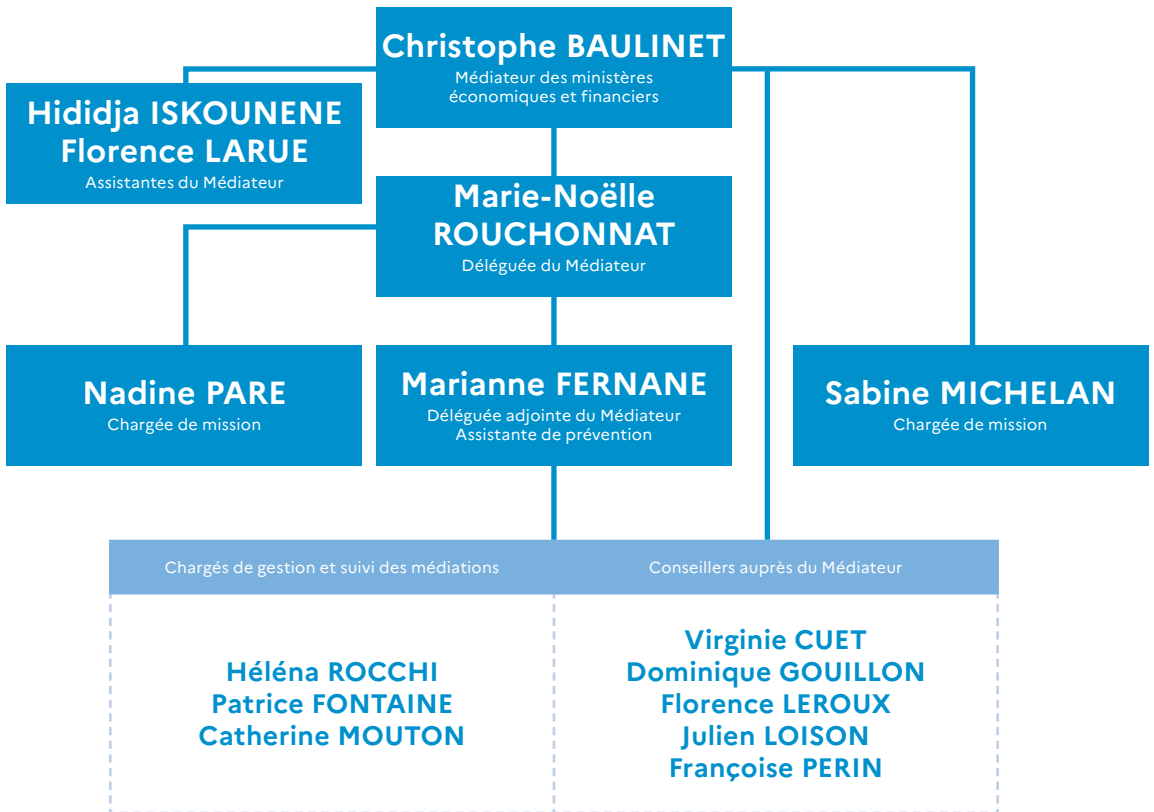 Christophe BAULINET
Médiateur des ministères
économiques et financiers
Hididja ISKOUNENE
Florence LARUE
Assistantes du Médiateur
Marie-Noëlle
ROUCHONNAT
Déléguée du Médiateur
Nadine PARE
Chargée de mission
Marianne FERNANE
Déléguée adjointe du Médiateur
Assistante de prévention
Sabine MICHELAN
Chargée de mission
Chargés de gestion et suivi des médiations
Héléna ROCCHI
Patrice FONTAINE
Catherine MOUTON
Conseillers auprès du Médiateur
Virginie CUET
Dominique GOUILLON
Florence LEROUX
Julien LOISON
Françoise PERIN